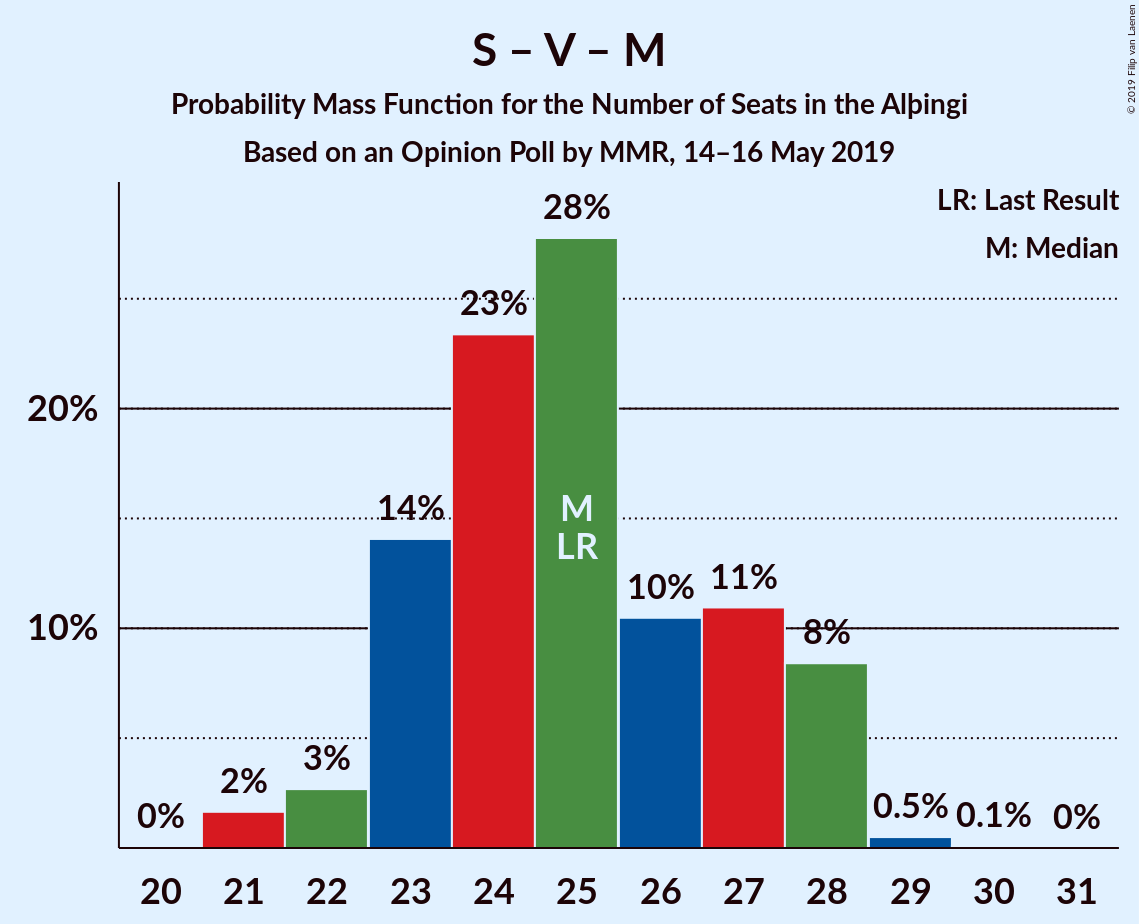 S – V – M
Probability Mass Function for the Number of Seats in the Alþingi
Based on an Opinion Poll by MMR, 14–16 May 2019
© 2019 Filip van Laenen
LR: Last Result
M: Median
20%
10%
0%
2%
3%
14%
23%
28%
M
LR
10%
11%
8%
0.5%
0.1%
0%
20 21 22 23 24 25 26 27 28 29 30 31